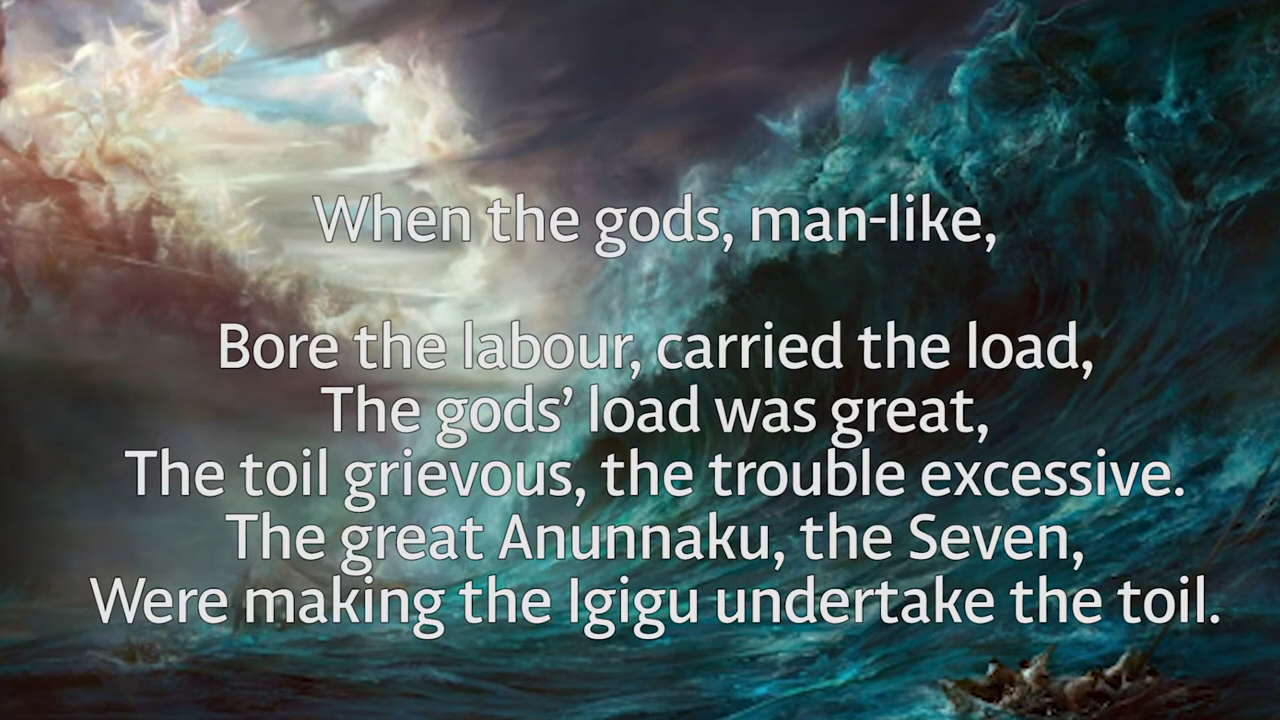 When the gods, man-like,
Bore the labour, carried the load,
The gods’ load was great,
The toil grievous, the trouble excessive.
The great Anunnaku, the Seven,
Were making the Igigu undertake the toil.